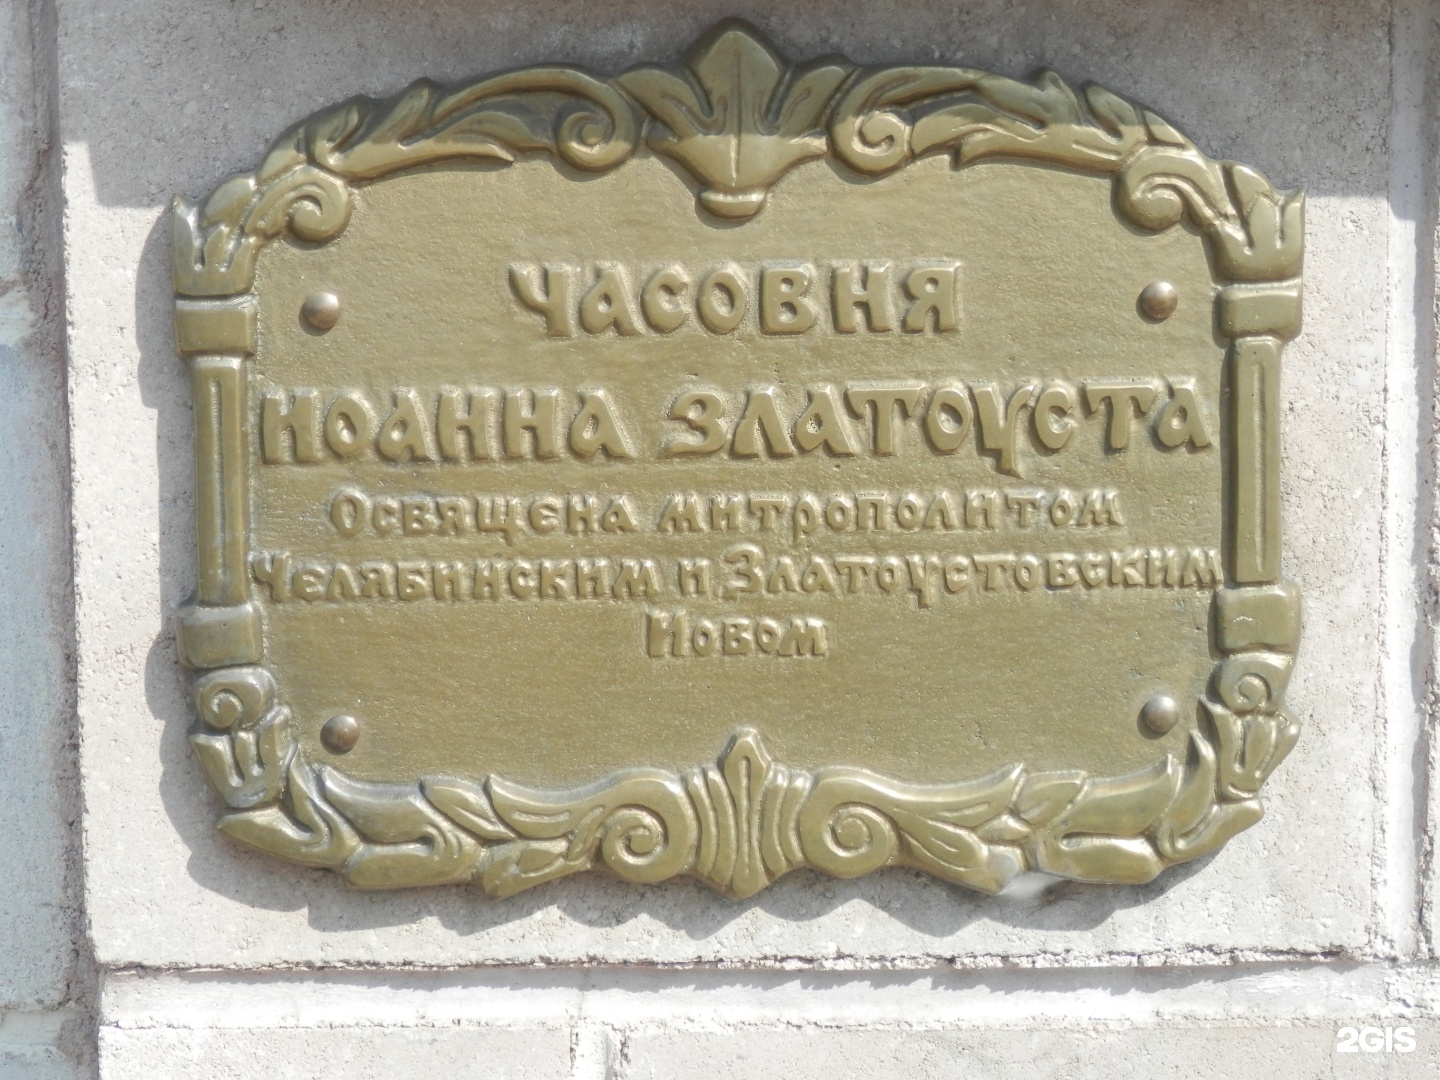 ЧАСОВНЯ
ИОАННА ЗЛАТОУСТА
ОСВЯЩЕНА МИТРОПОЛИТОМ
ЧЕЛЯБИНСКИМ И ЗЛАТОУСТОВСКИМ
ИОВОМ
2GIS